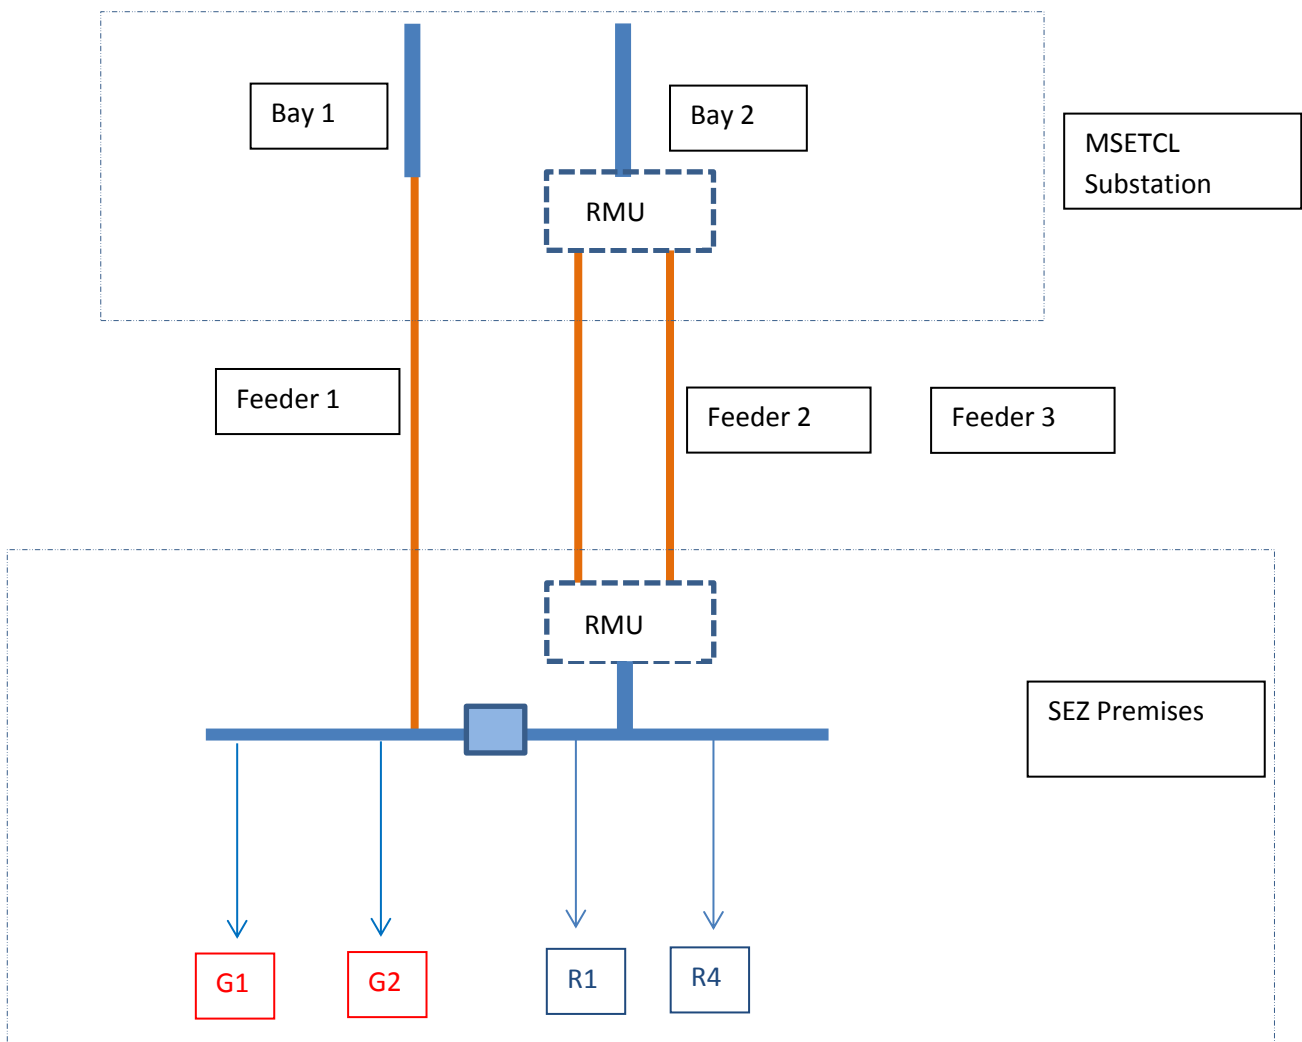 Bay 1
Bay 2
MSETCL
Substation
RMU
Feeder 1
Feeder 2
Feeder 3
RMU
SEZ Premises
G1
G2
R1
R4